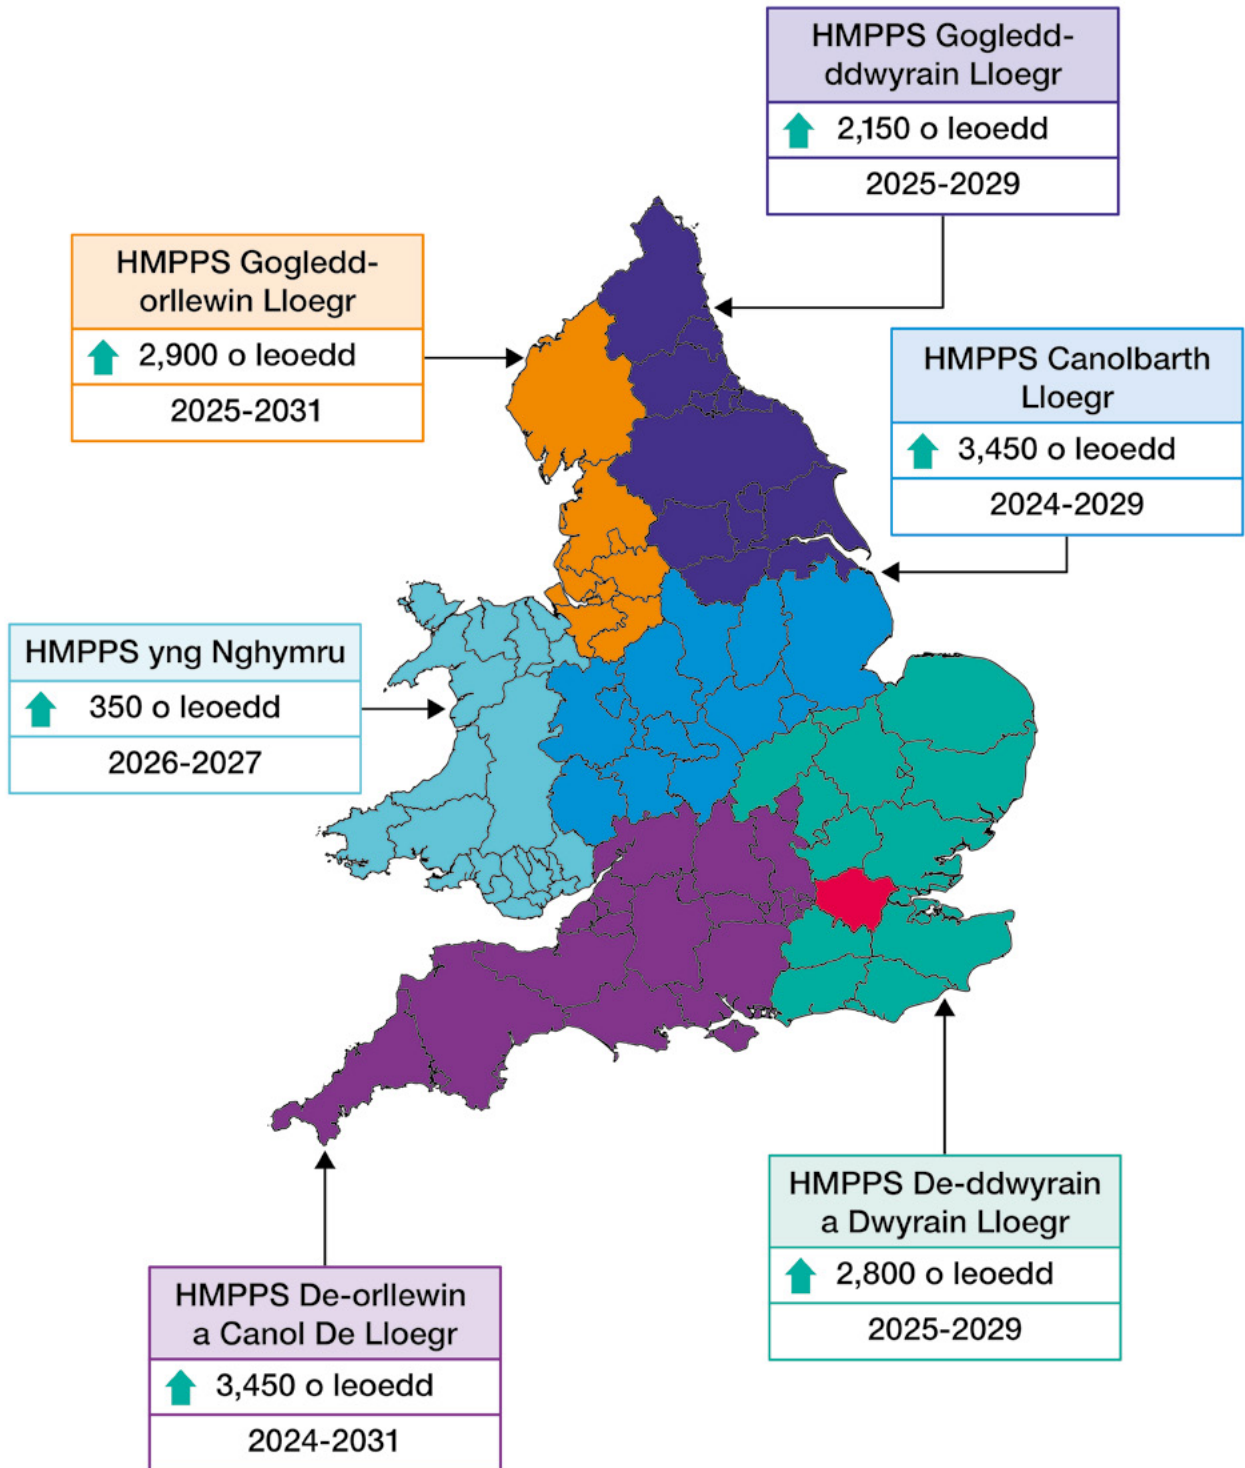 HMPPS Gogledd-
ddwyrain Lloegr
2,150 o leoedd
2025-2029
HMPPS Gogledd-
orllewin Lloegr
2,900 o leoedd
2025-2031
HMPPS Canolbarth
Lloegr
3,450 o leoedd
2024-2029
HMPPS yng Nghymru
350 o leoedd
2026-2027
HMPPS De-ddwyrain
a Dwyrain Lloegr
2,800 o leoedd
2025-2029
HMPPS De-orllewin
a Canol De Lloegr
3,450 o leoedd
2024-2031